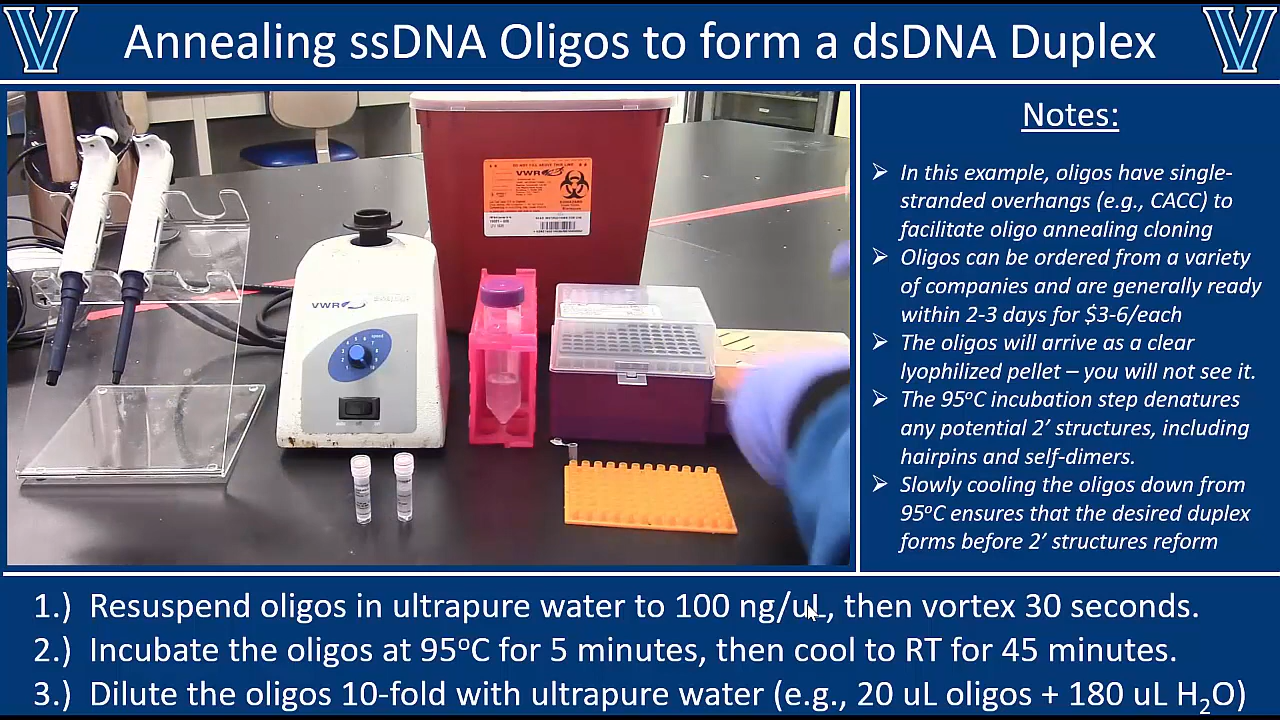 Annealing ssDNA Oligos to form a dsDNA Duplex
Notes:
➢ In this example, oligos have single-
stranded overhangs (e.g., CACC) to
facilitate oligo annealing cloning
➢ Oligos can be ordered from a variety
of companies and are generally ready
within 2-3 days for $3-6/each
➢ The oligos will arrive as a clear
lyophilized pellet – you will not see it.
➢ The 95°C incubation step denatures
any potential 2’ structures, including
hairpins and self-dimers.
➢ Slowly cooling the oligos down from
95°C ensures that the desired duplex
forms before 2’ structures reform
VWR
VWR
1.) Resuspend oligos in ultrapure water to 100 ng/uL, then vortex 30 seconds.
2.) Incubate the oligos at 95°C for 5 minutes, then cool to RT for 45 minutes.
3.) Dilute the oligos 10-fold with ultrapure water (e.g., 20 uL oligos + 180 uL H₂O)